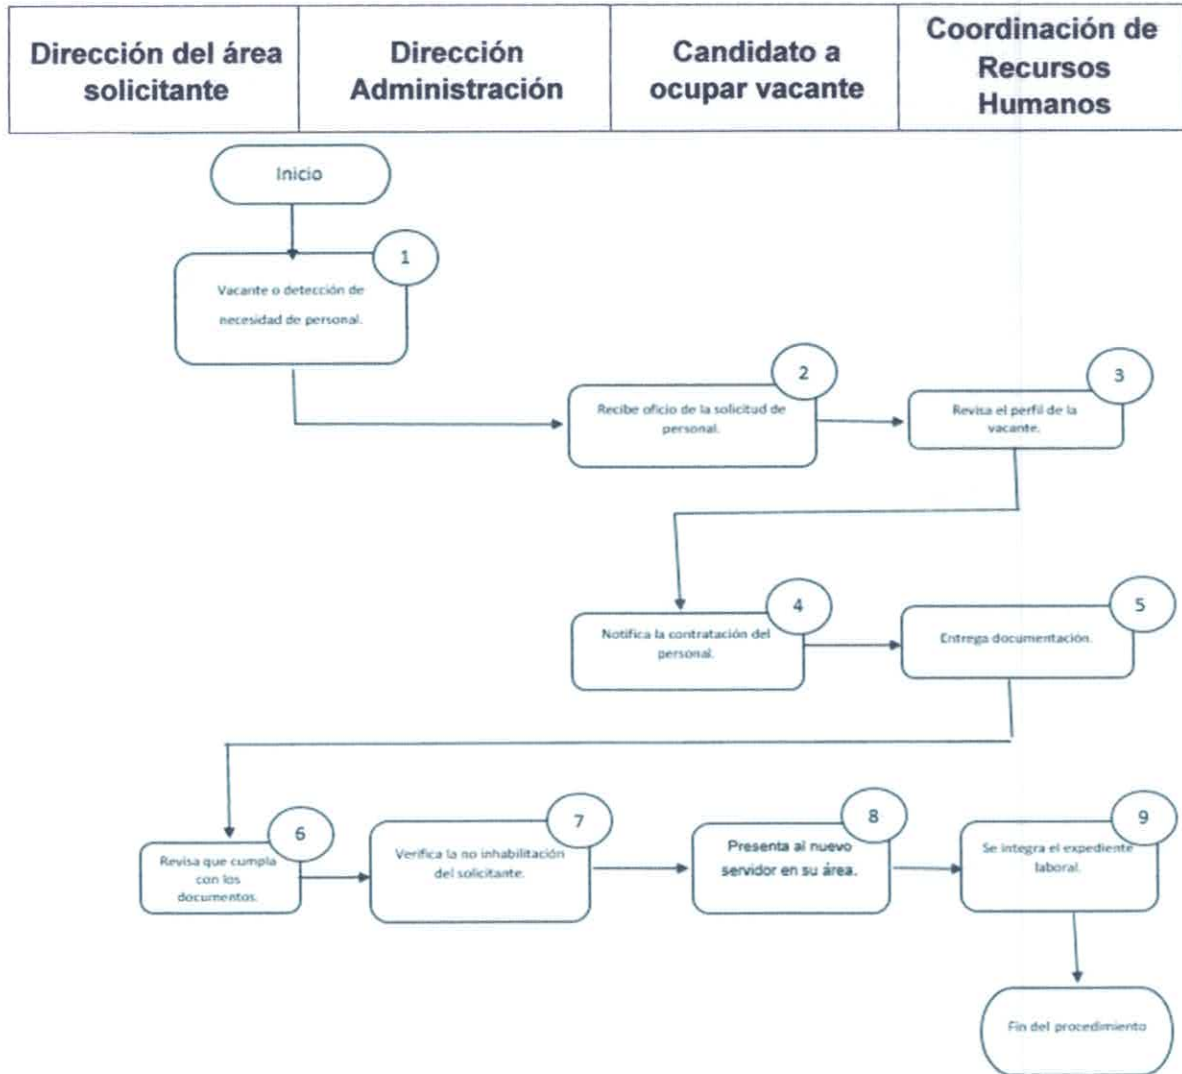 Dirección del área
solicitante
Dirección
Administración
Candidato a
ocupar vacante
Coordinación de
Recursos
Humanos
Inicio
1
Vacante o detección de
necesidad de personal.
2
Recibe oficio de la solicitud de
personal.
3
Revisa el perfil de la
vacante.
4
Notifica la contratación del
personal.
5
Entrega documentación.
6
Revisa que cumpla
con los
documentos.
7
Verifica la no inhabilitación
del solicitante.
8
Presenta al nuevo
servidor en su área.
9
Se integra el expediente
laboral.
Fin del procedimiento